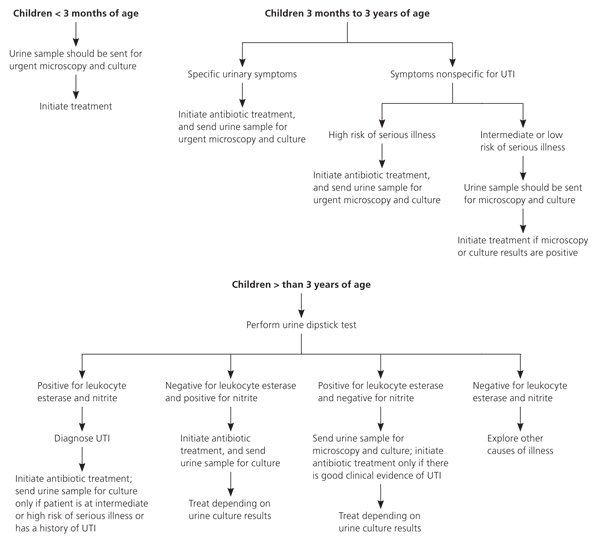 Children < 3 months of age
Urine sample should be sent for
urgent microscopy and culture
Initiate treatment
Children 3 months to 3 years of age
Specific urinary symptoms
Initiate antibiotic treatment,
and send urine sample for
urgent microscopy and culture
Symptoms nonspecific for UTI
High risk of serious illness
Initiate antibiotic treatment,
and send urine sample for
urgent microscopy and culture
Intermediate or low
risk of serious illness
Urine sample should be sent
for microscopy and culture
Initiate treatment if microscopy
or culture results are positive
Children > than 3 years of age
Perform urine dipstick test
Positive for leukocyte
esterase and nitrite
Diagnose UTI
Initiate antibiotic treatment;
send urine sample for culture
only if patient is at intermediate
or high risk of serious illness or
has a history of UTI
Negative for leukocyte esterase
and positive for nitrite
Initiate antibiotic
treatment, and send
urine sample for culture
Treat depending on
urine culture results
Positive for leukocyte esterase
and negative for nitrite
Send urine sample for
microscopy and culture; initiate
antibiotic treatment only if there
is good clinical evidence of UTI
Treat depending on
urine culture results
Negative for leukocyte
esterase and nitrite
Explore other
causes of illness